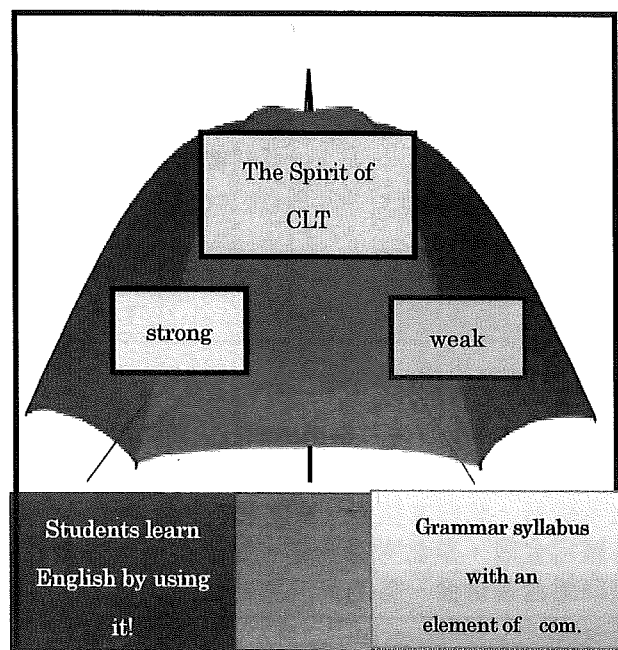 The Spirit of
CLT
strong
weak
Students learn
English by using
it!
Grammar syllabus
with an
element of com.